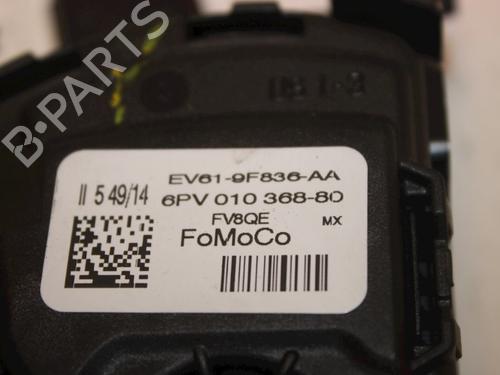 B-PARTS
EV61-9F836-AA
II 5 49/14
6PV 010 368-80
FV8QE
MX
FoMoCo